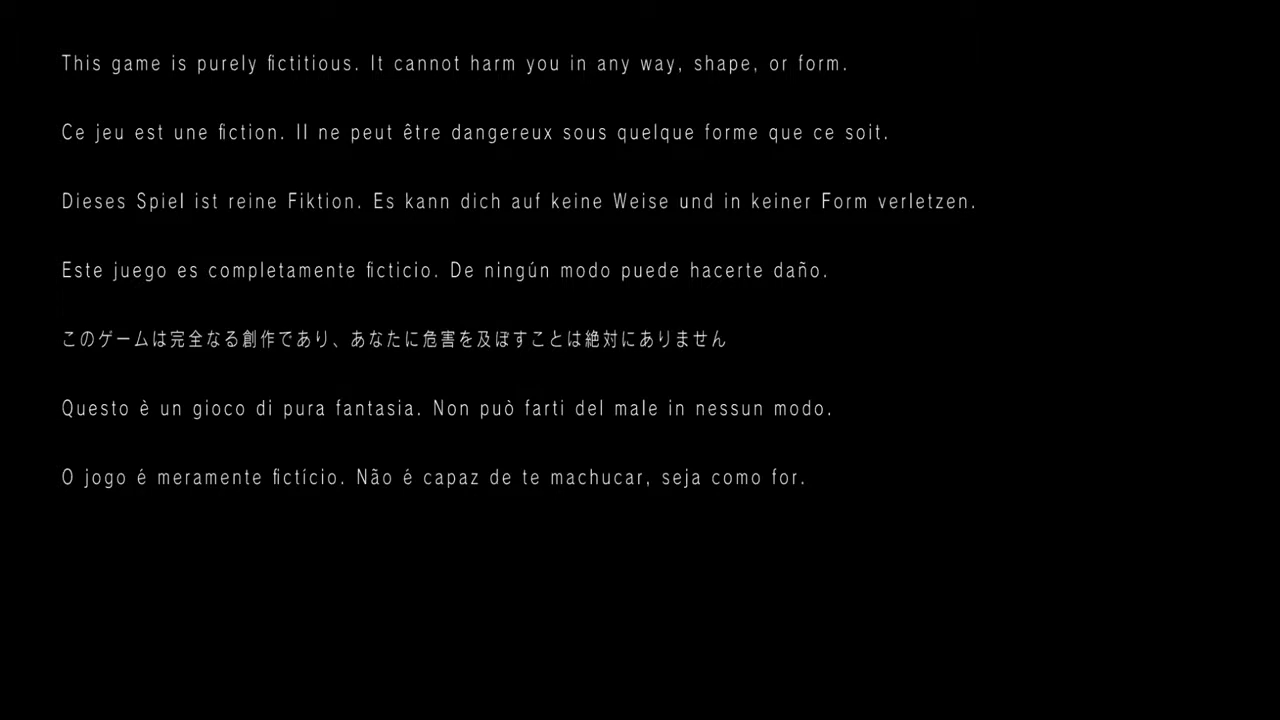 This game is purely fictitious. It cannot harm you in any way, shape, or form.
Ce jeu est une fiction. Il ne peut être dangereux sous quelque forme que ce soit.
Dieses Spiel ist reine Fiktion. Es kann dich auf keine Weise und in keiner Form verletzen.
Este juego es completamente ficticio. De ningún modo puede hacerte daño.
このゲームは完全なる創作であり、あなたに危害を及ぼすことは絶対にありません
Questo è un gioco di pura fantasia. Non può farti del male in nessun modo.
O jogo é meramente fictício. Não é capaz de te machucar, seja como for.